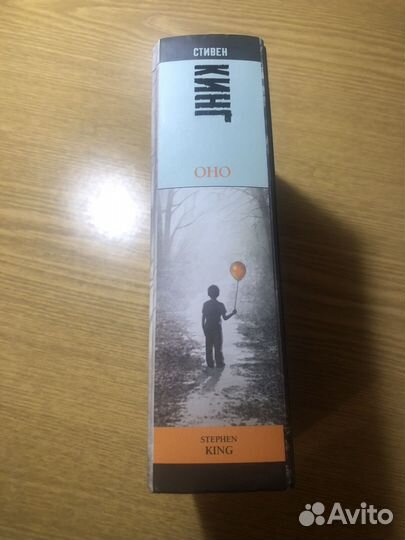 СТИВЕН
КИНГ
ОНО
STEPHEN
KING
Avito